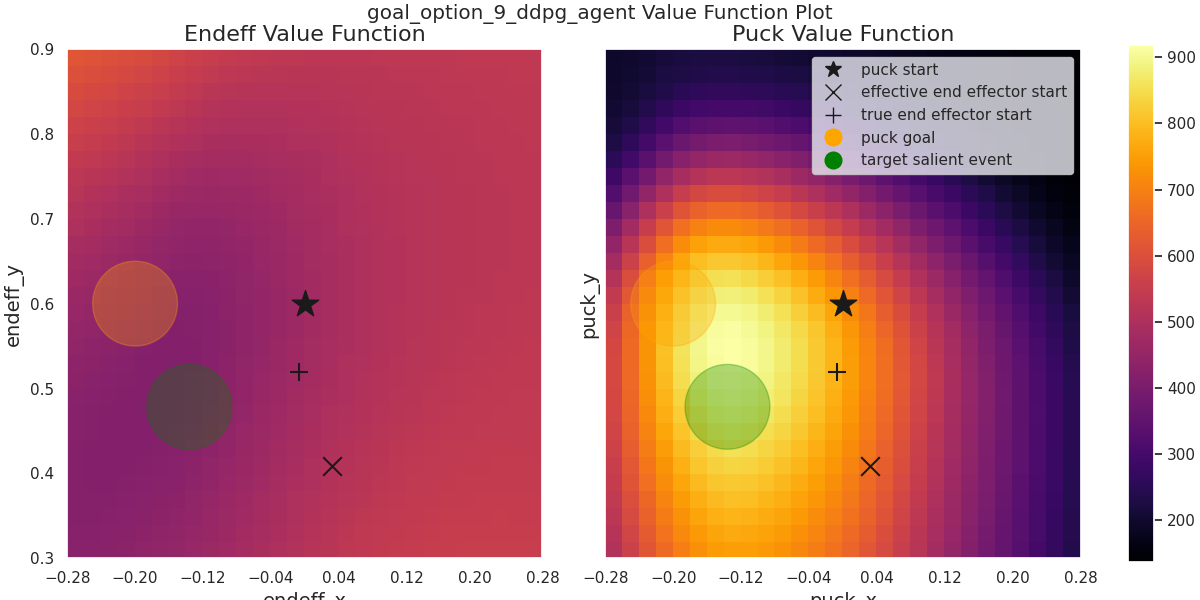 goal_option_9_ddpg_agent Value Function Plot
Endeff Value Function
Puck Value Function
0.9
0.8
0.7
0.6
0.5
0.4
0.3
endeff_y
−0.28
−0.20
−0.12
−0.04
0.04
0.12
0.20
0.28
endeff_x
puck_y
puck start
effective end effector start
true end effector start
puck goal
target salient event
−0.28
−0.20
−0.12
−0.04
0.04
0.12
0.20
0.28
puck_x
900
800
700
600
500
400
300
200